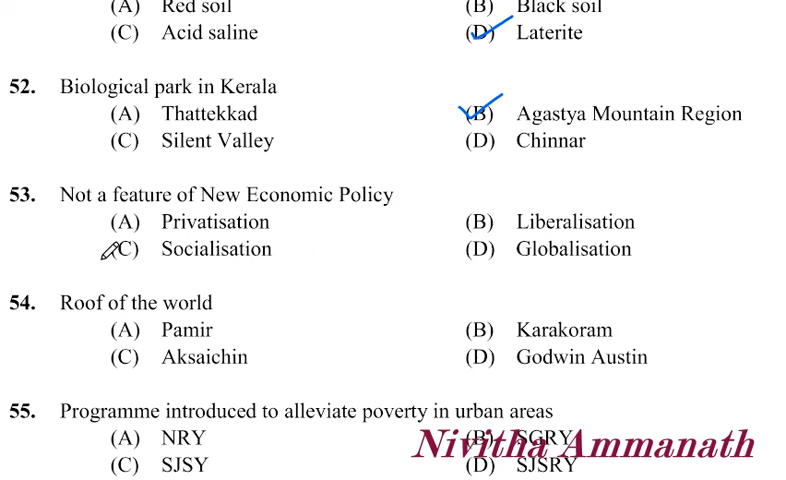 (A) Red soil (B) Black soil
(C) Acid saline (D) Laterite
52. Biological park in Kerala
(A) Thattekkad (B) Agastya Mountain Region
(C) Silent Valley (D) Chinnar
53. Not a feature of New Economic Policy
(A) Privatisation (B) Liberalisation
(C) Socialisation (D) Globalisation
54. Roof of the world
(A) Pamir (B) Karakoram
(C) Aksaichin (D) Godwin Austin
55. Programme introduced to alleviate poverty in urban areas
(A) NRY (B) SGRY
Nivitha Ammanath
(C) SJSY (D) SJSRY